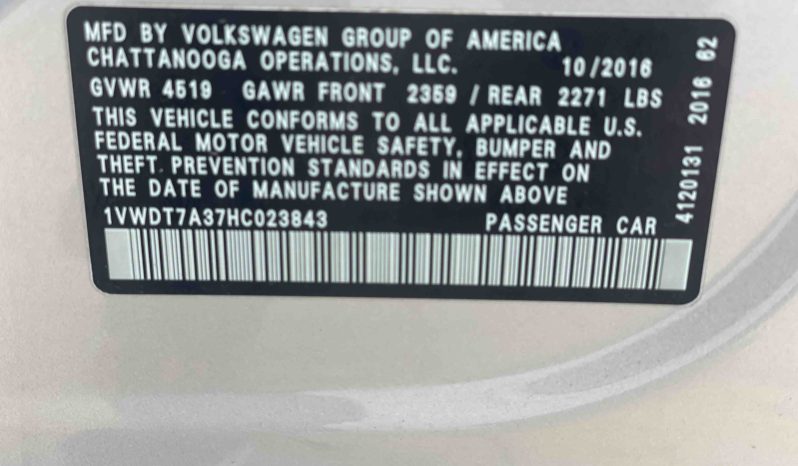 MFD BY VOLKSWAGEN GROUP OF AMERICA
CHATTANOOGA OPERATIONS, LLC. 10/2016
GVWR 4519 GAWR FRONT 2359 / REAR 2271 LBS
THIS VEHICLE CONFORMS TO ALL APPLICABLE U.S.
FEDERAL MOTOR VEHICLE SAFETY, BUMPER AND
THEFT PREVENTION STANDARDS IN EFFECT ON
THE DATE OF MANUFACTURE SHOWN ABOVE
1VWDT7A37HC023843 PASSENGER CAR
4120131 2016 62